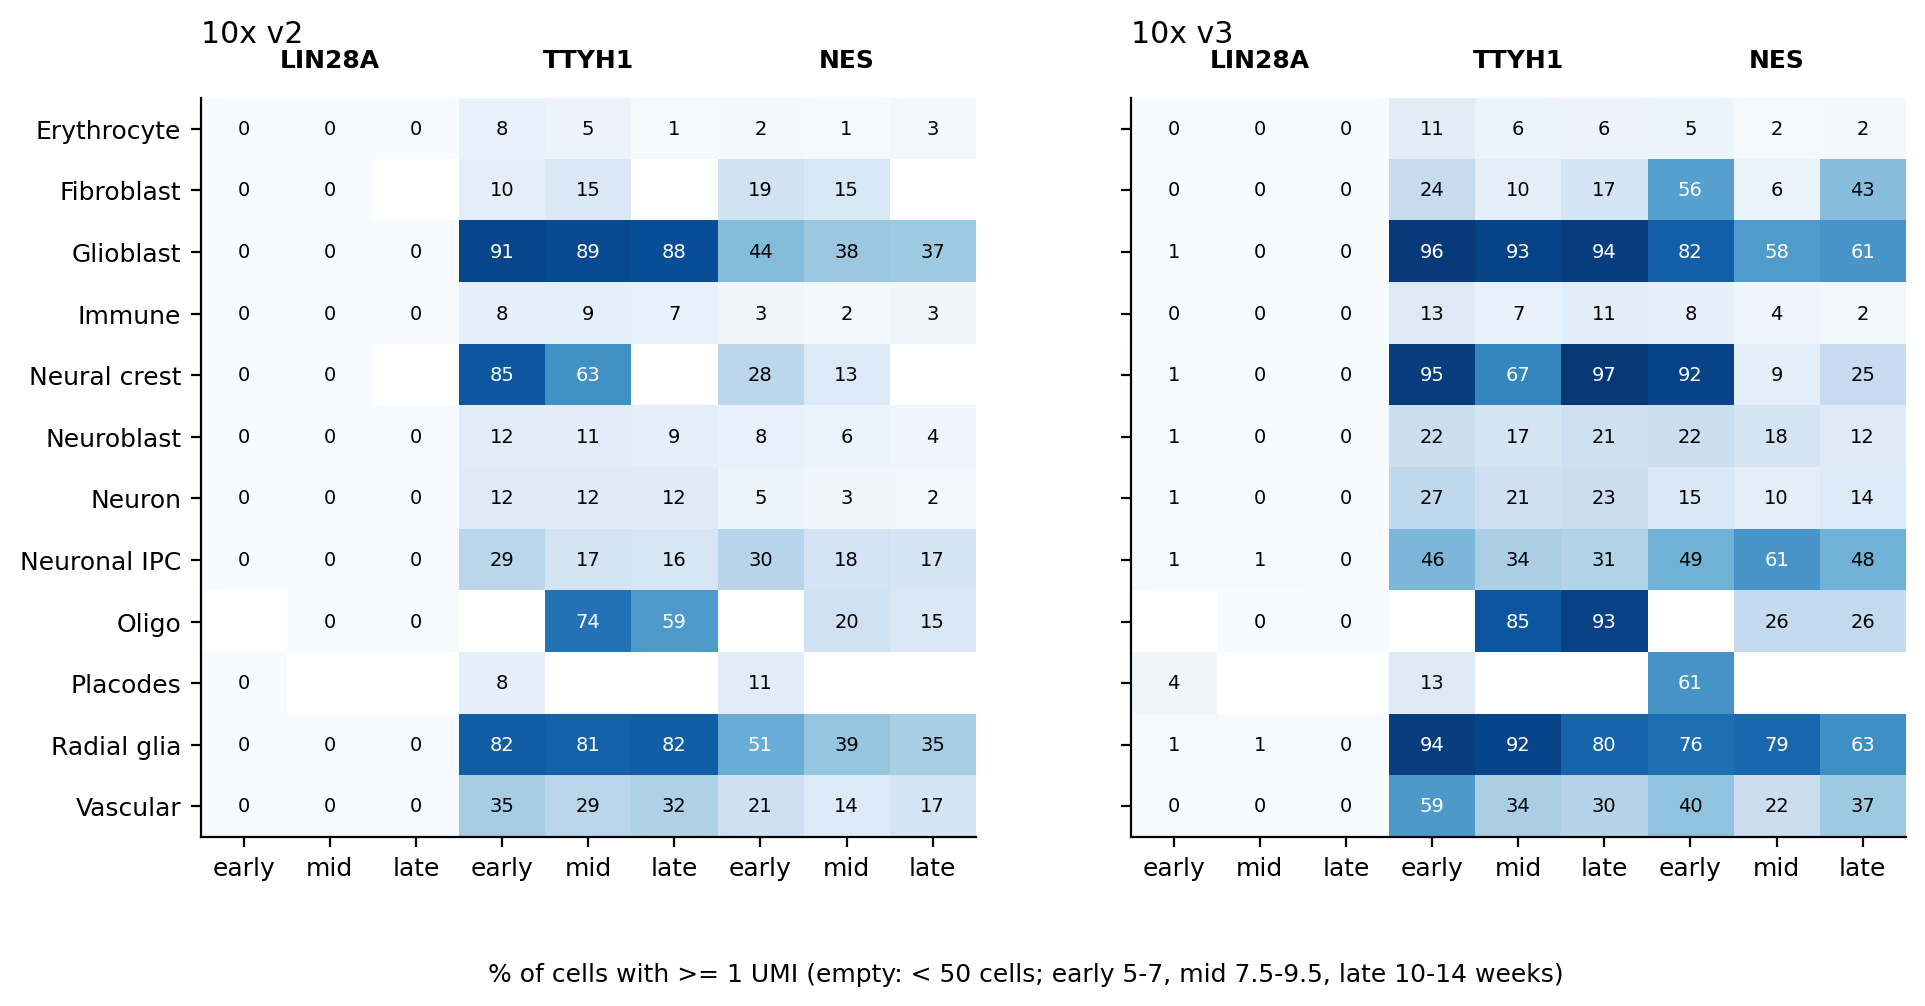 10x v2
LIN28A TTYH1 NES
Erythrocyte 0 0 0 8 5 1 2 1 3
Fibroblast 0 0 10 15 19 15
Glioblast 0 0 0 91 89 88 44 38 37
Immune 0 0 0 8 9 7 3 2 3
Neural crest 0 0 85 63 28 13
Neuroblast 0 0 0 12 11 9 8 6 4
Neuron 0 0 0 12 12 12 5 3 2
Neuronal IPC 0 0 0 29 17 16 30 18 17
Oligo 0 0 74 59 20 15
Placodes 0 8 11
Radial glia 0 0 0 82 81 82 51 39 35
Vascular 0 0 0 35 29 32 21 14 17
early mid late early mid late early mid late
10x v3
LIN28A TTYH1 NES
0 0 0 11 6 6 5 2 2
0 0 0 24 10 17 56 6 43
1 0 0 96 93 94 82 58 61
0 0 0 13 7 11 8 4 2
1 0 0 95 67 97 92 9 25
1 0 0 22 17 21 22 18 12
1 0 0 27 21 23 15 10 14
1 1 0 46 34 31 49 61 48
0 0 85 93 26 26
4 13 61
1 1 0 94 92 80 76 79 63
0 0 0 59 34 30 40 22 37
early mid late early mid late early mid late
% of cells with >= 1 UMI (empty: < 50 cells; early 5-7, mid 7.5-9.5, late 10-14 weeks)